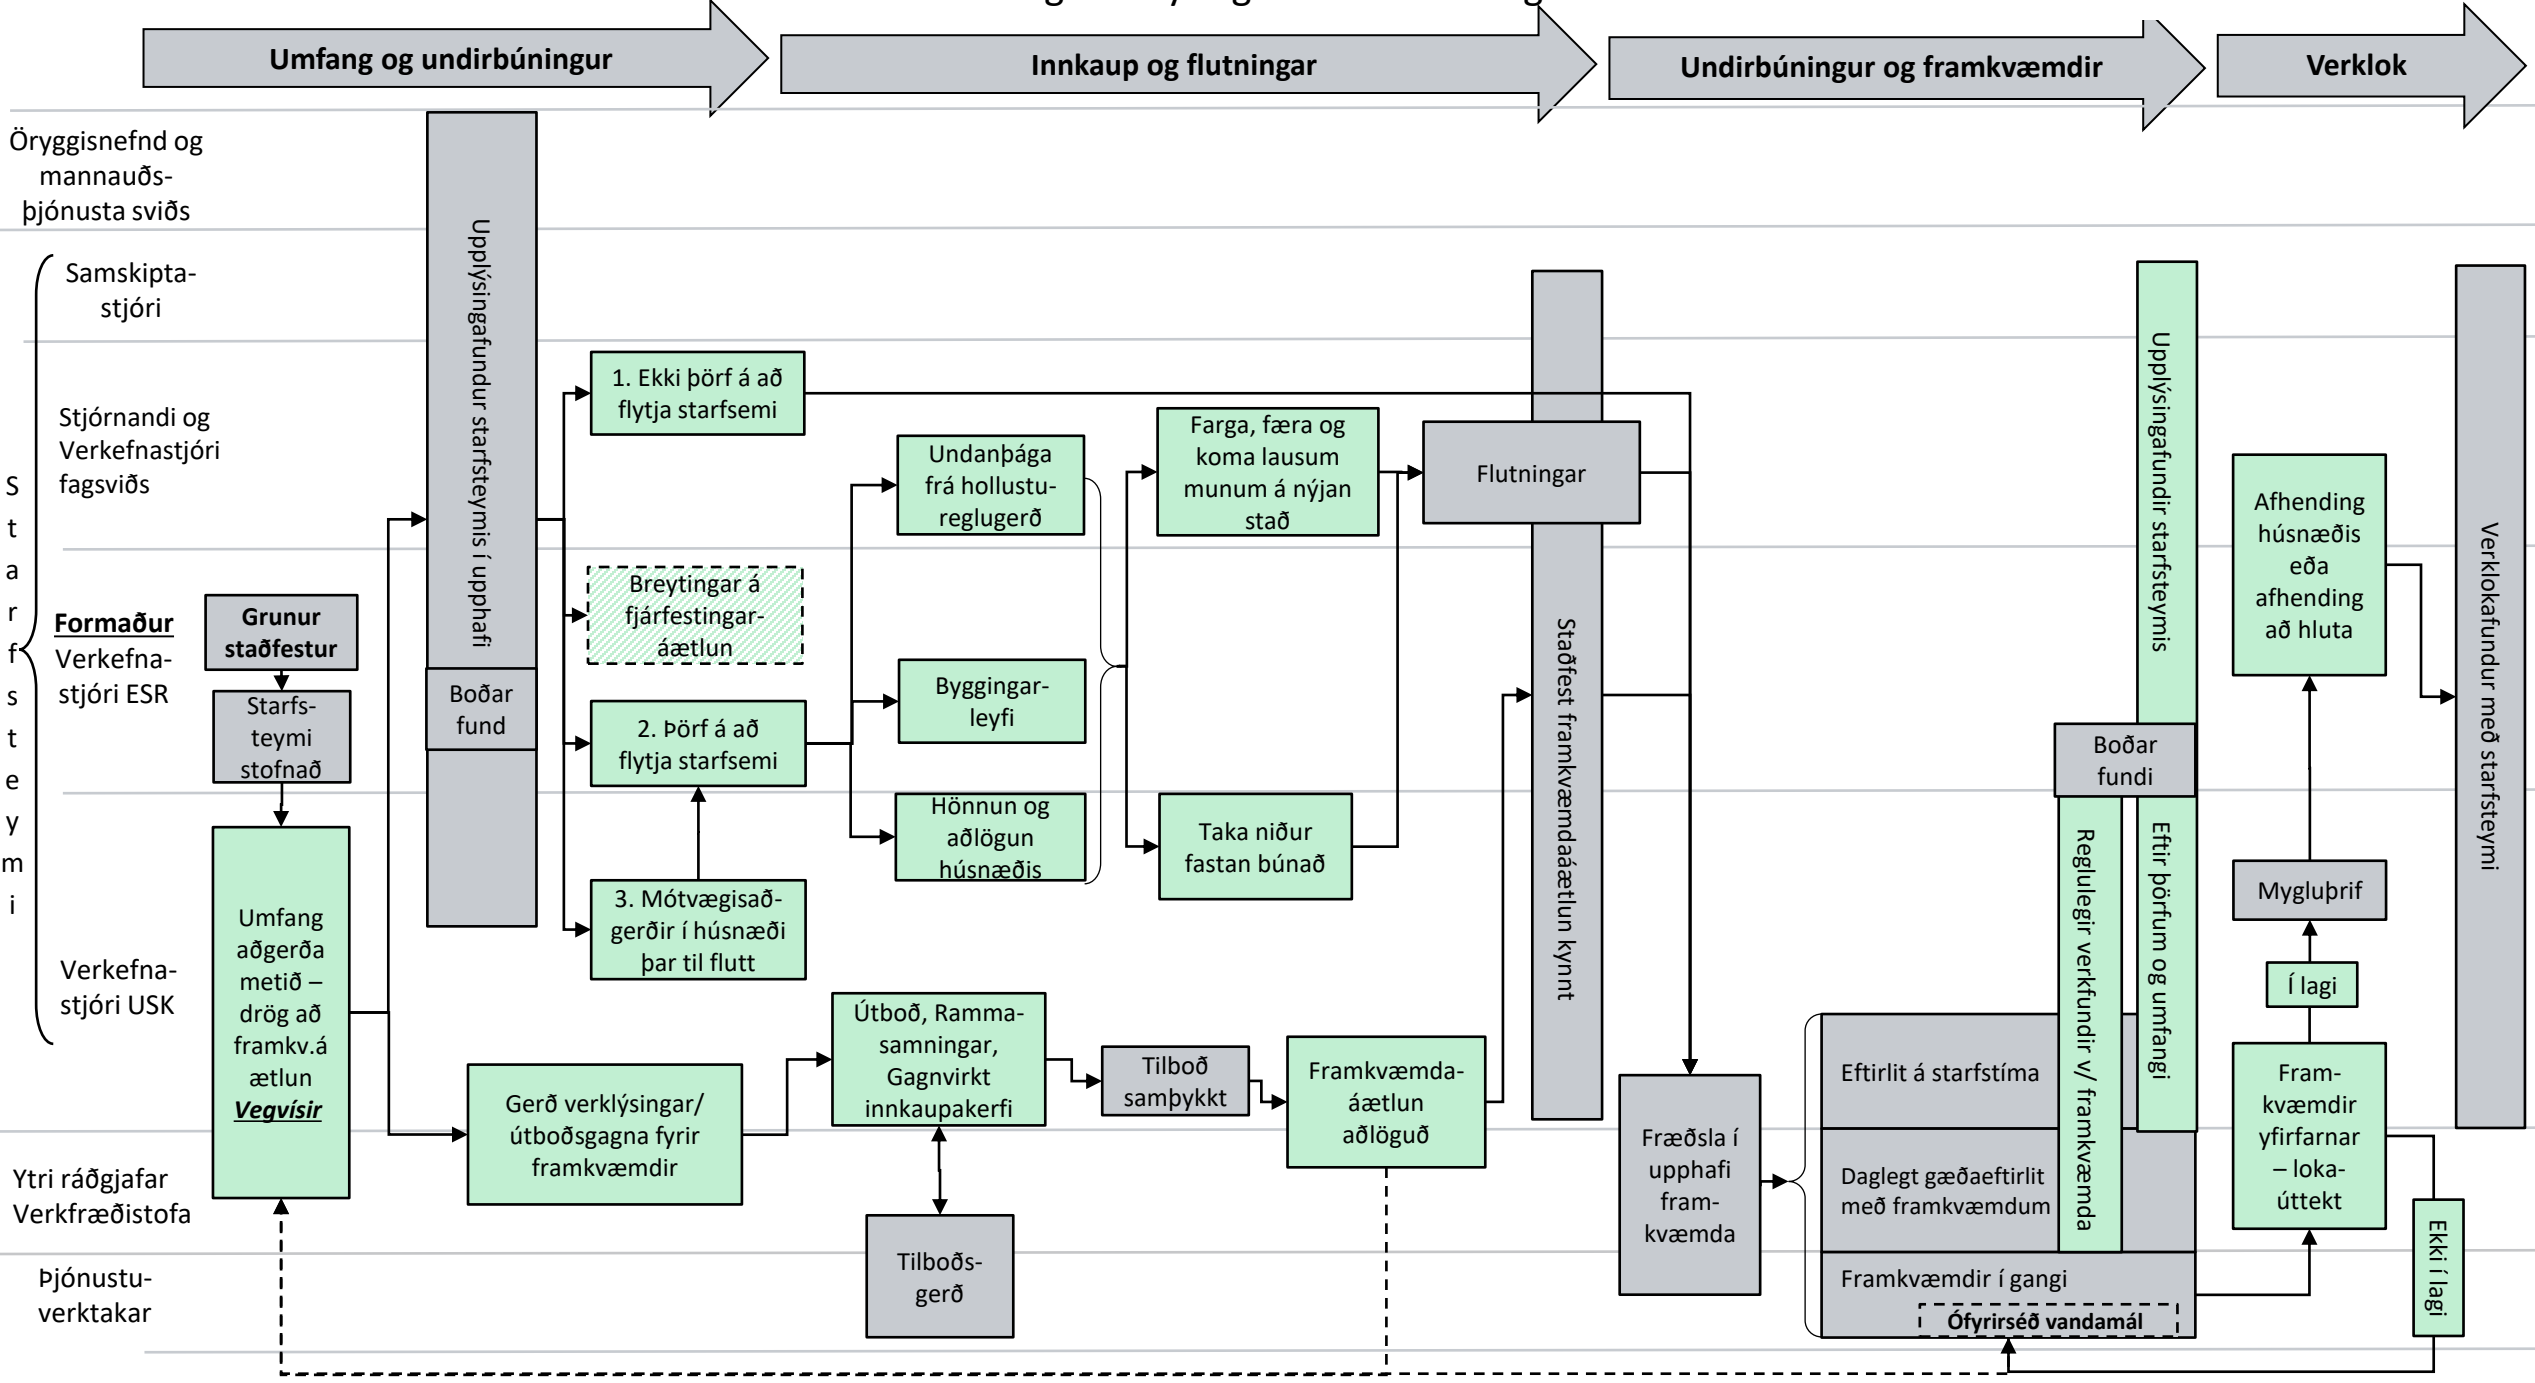 Umfang og undirbúningur
Innkaup og flutningar
Undirbúningur og framkvæmdir
Verklok
Öryggisnefnd og
mannauðs-
þjónusta sviðs
Samskipta-
stjóri
Stjórnandi og
Verkefnastjóri
fagsviðs
Starfsteymi
Formaður
Verkefna-
stjóri ESR
Verkefna-
stjóri USK
Ytri ráðgjafar
Verkfræðistofa
Þjónustu-
verktakar
Grunur
staðfestur
Starfs-
teymi
stofnað
Umfang
aðgerða
metið –
drög að
framkv.á
ætlun
Vegvísir
Upplýsingafundur starfsteymis í upphafi
Boðar
fund
1. Ekki þörf á að
flytja starfsemi
Breytingar á
fjárfestingar-
áætlun
2. Þörf á að
flytja starfsemi
3. Mótvægisað-
gerðir í húsnæði
þar til flutt
Gerð verklýsingar/
útboðsgagna fyrir
framkvæmdir
Undanþága
frá hollustu-
reglugerð
Byggingar-
leyfi
Hönnun og
aðlögun
húsnæðis
Útboð, Ramma-
samningar,
Gagnvirkt
innkaupakerfi
Tilboðs-
gerð
Tilboð
samþykkt
Farga, færa og
koma lausum
munum á nýjan
stað
Taka niður
fastan búnað
Framkvæmda-
áætlun
aðlöguð
Flutningar
Staðfest framkvæmdaáætlun kynnt
Fræðsla í
upphafi
fram-
kvæmda
Eftirlit á starfstíma
Daglegt gæðaeftirlit
með framkvæmdum
Framkvæmdir í gangi
Ófyrirséð vandamál
Upplýsingafundir starfsteymis
Boðar
fundi
Reglulegir verkfundir v/ framkvæmda
Eftir þörfum og umfangi
Afhending
húsnæðis
eða
afhending
að hluta
Mygluþrif
Í lagi
Fram-
kvæmdir
yfirfarnar
– loka-
úttekt
Ekki í lagi
Verklokafundur með starfsteymi